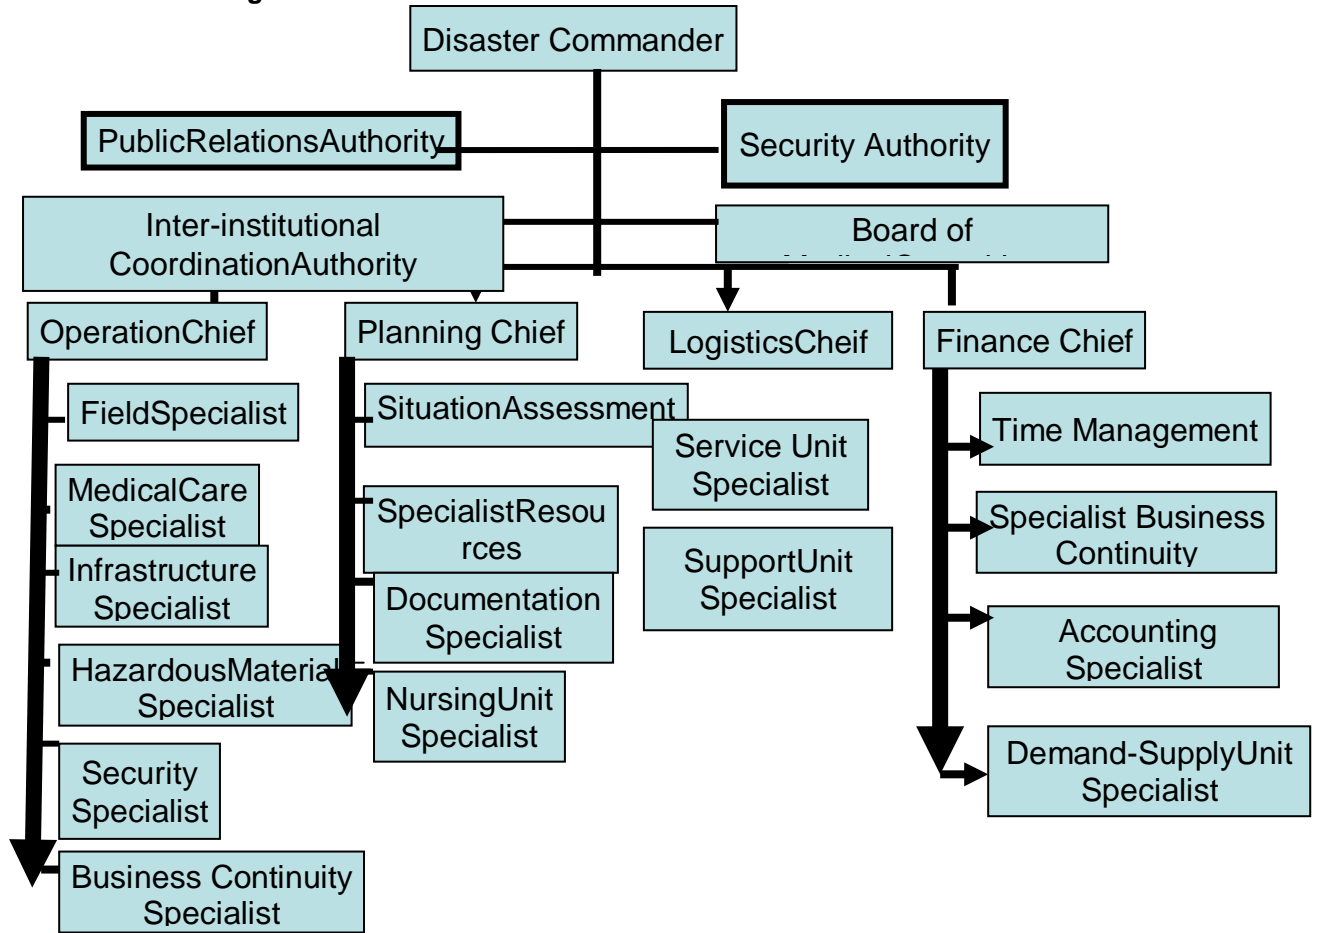 Disaster Commander
PublicRelationsAuthority
Security Authority
Inter-institutional
CoordinationAuthority
Board of
OperationChief
Planning Chief
LogisticsCheif
Finance Chief
FieldSpecialist
MedicalCare
Specialist
Infrastructure
Specialist
HazardousMaterial
Specialist
Security
Specialist
Business Continuity
Specialist
SituationAssessment
SpecialistResou
rces
Documentation
Specialist
NursingUnit
Specialist
Service Unit
Specialist
SupportUnit
Specialist
Time Management
Specialist Business
Continuity
Accounting
Specialist
Demand-SupplyUnit
Specialist